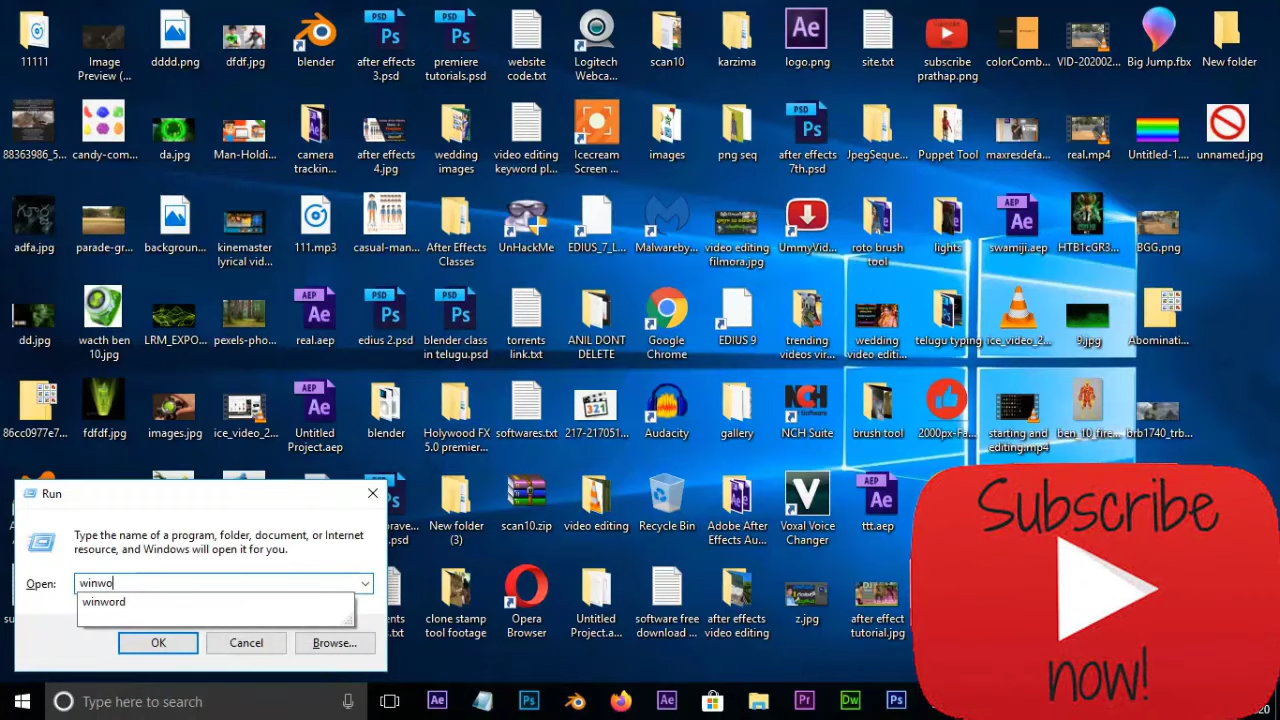 11111
Image
Preview (...
dddd.png
dfdf.jpg
blender
after effects
3.psd
premiere
tutorials.psd
website
code.txt
Logitech
Webca...
scan10
karzima
logo.png
site.txt
subscribe
prathap.png
colorComb...
VID-202002...
Big Jump.fbx
New folder
88363986_5...
candy-com...
da.jpg
Man-Holdi...
camera
trackin...
after effects
4.jpg
wedding
images
video editing
keyword pl...
Icecream
Screen ...
images
png seq
after effects
7th.psd
JpegSeque...
Puppet Tool
maxresdefa...
real.mp4
Untitled-1....
unnamed.jpg
adfa.jpg
parade-gr...
backgroun...
kinemaster
lyrical vid...
111.mp3
casual-man...
After Effects
Classes
UnHackMe
EDIUS_7_L...
Malwareby...
video editing
filmora.jpg
UmmyVid...
roto brush
tool
lights
swamiji.aep
HTB1cGR3...
BGG.png
dd.jpg
wacth ben
10.jpg
LRM_EXPO...
pexels-pho...
real.aep
edius 2.psd
blender class
in telugu.psd
torrents
link.txt
ANIL DONT
DELETE
Google
Chrome
EDIUS 9
trending
videos vir...
wedding
video editi...
telugu typing
ice_video_2...
9.jpg
Abominati...
86cc0977e7...
fdfdf.jpg
images.jpg
ice_video_2...
Untitled
Project.aep
blender
Holywood FX
5.0 premier...
softwares.txt
217-217051...
Audacity
gallery
NCH Suite
brush tool
2000px-Fa...
starting and
editing.mp4
ben_10_fire...
brb1740_trb...
New folder
(3)
scan10.zip
video editing
Recycle Bin
Adobe After
Effects Au...
Voxal Voice
Changer
ttt.aep
clone stamp
tool footage
Opera
Browser
Untitled
Project.a...
software free
download ...
after effects
video editing
z.jpg
after effect
tutorial.jpg
Run
Type the name of a program, folder, document, or Internet
resource, and Windows will open it for you.
Open:
winwo
winword
OK
Cancel
Browse...
Subscribe
now!
Type here to search